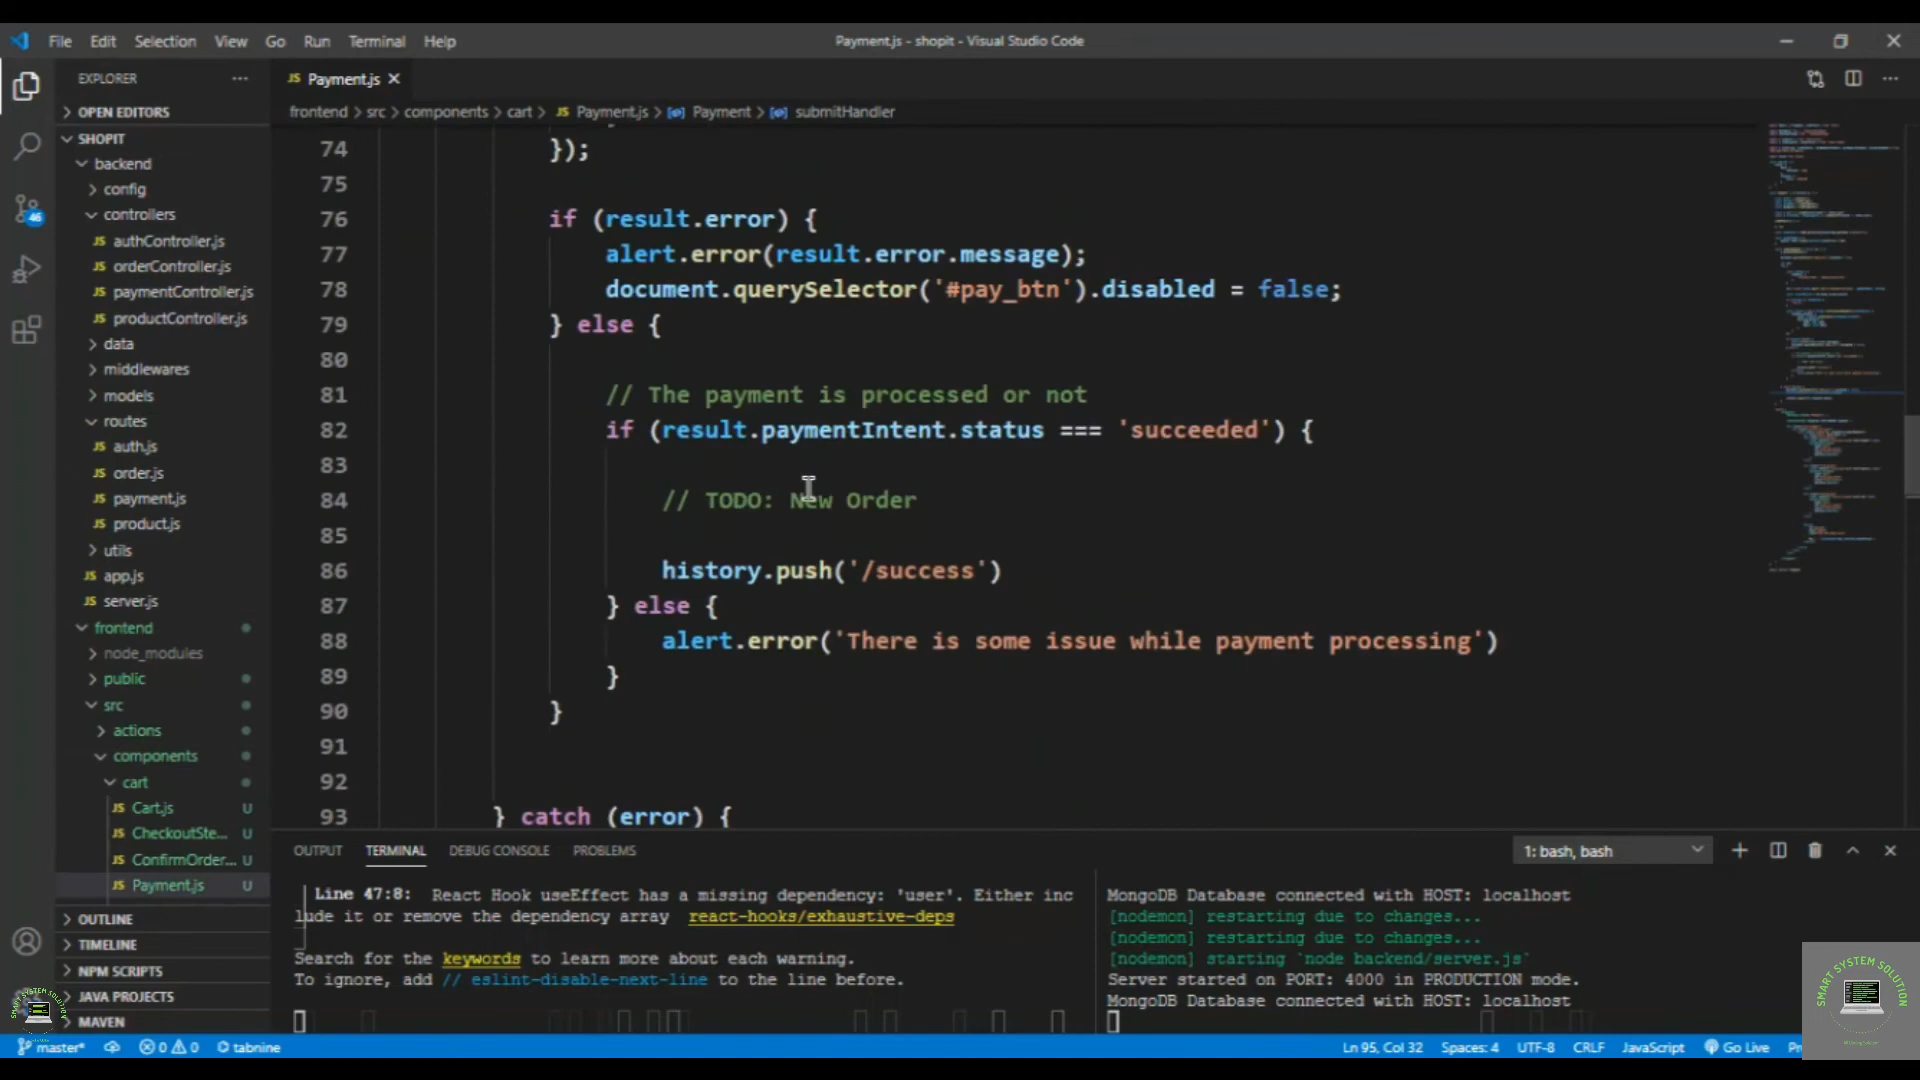 File Edit Selection View Go Run Terminal Help
Payment.js - shopit - Visual Studio Code
EXPLORER
OPEN EDITORS
SHOPIT
backend
config
controllers
authController.js
orderController.js
paymentController.js
productController.js
data
middlewares
models
routes
auth.js
order.js
payment.js
product.js
utils
app.js
server.js
frontend
node_modules
public
src
actions
components
cart
Cart.js U
CheckoutSte... U
ConfirmOrder... U
Payment.js U
OUTLINE
TIMELINE
NPM SCRIPTS
JAVA PROJECTS
MAVEN
46
JS Payment.js
frontend > src > components > cart > JS Payment.js > Payment > submitHandler
74 });
75
76 if (result.error) {
77 alert.error(result.error.message);
78 document.querySelector('#pay_btn').disabled = false;
79 } else {
80
81 // The payment is processed or not
82 if (result.paymentIntent.status === 'succeeded') {
83
84 // TODO: New Order
85
86 history.push('/success')
87 } else {
88 alert.error('There is some issue while payment processing')
89 }
90 }
91
92
93 } catch (error) {
OUTPUT TERMINAL DEBUG CONSOLE PROBLEMS
1: bash, bash
Line 47:8: React Hook useEffect has a missing dependency: 'user'. Either inc
lude it or remove the dependency array react-hooks/exhaustive-deps
Search for the keywords to learn more about each warning.
To ignore, add // eslint-disable-next-line to the line before.
MongoDB Database connected with HOST: localhost
[nodemon] restarting due to changes...
[nodemon] restarting due to changes...
[nodemon] starting `node backend/server.js`
Server started on PORT: 4000 in PRODUCTION mode.
MongoDB Database connected with HOST: localhost
master* 0 0 tabnine
Ln 95, Col 32 Spaces: 4 UTF-8 CRLF JavaScript Go Live
SMART SYSTEM SOLUTION